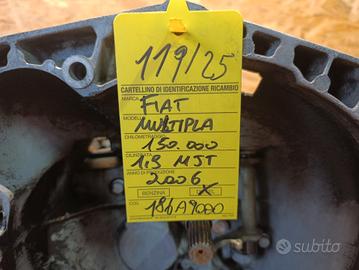 119/25
CARTELLINO DI IDENTIFICAZIONE RICAMBIO
MARCA FIAT
MODELLO MULTIPLA
CHILOMETRAGGIO 150.000
CILINDRATA 1.9 MJT
ANNO DI PRODUZIONE 2006
BENZINA
COD. 186A9000
subito